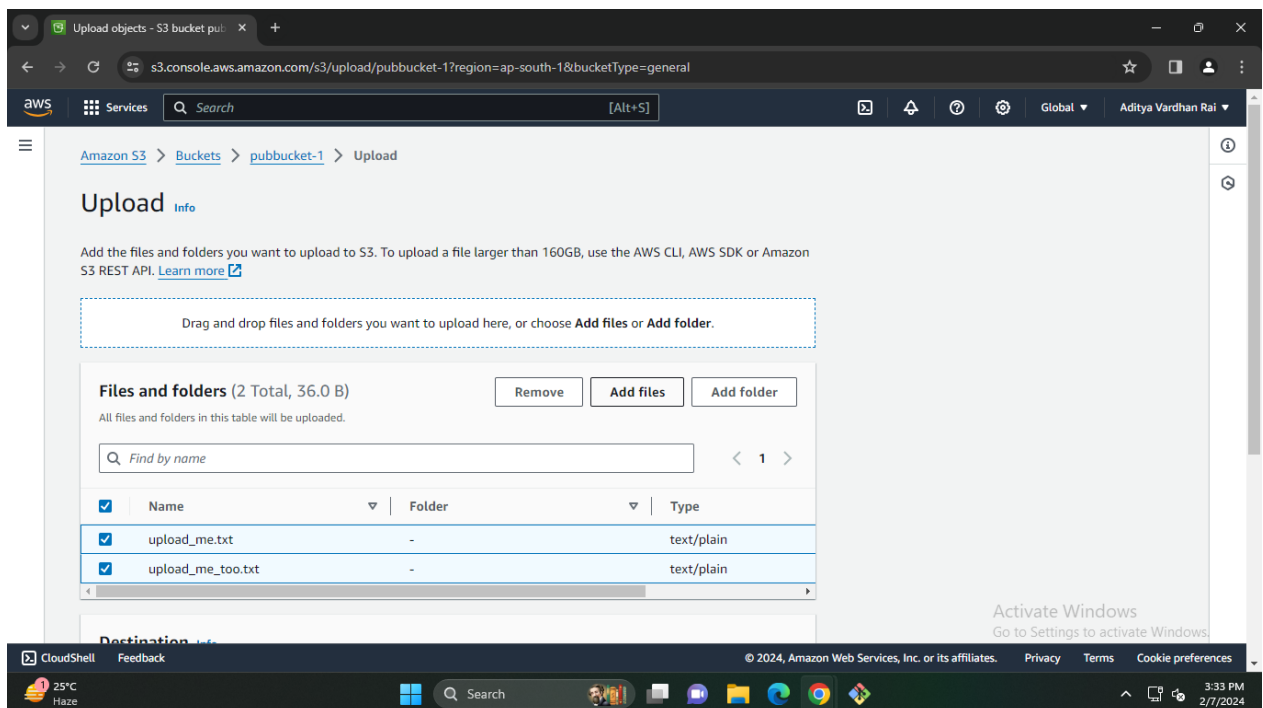 Upload objects - S3 bucket pub
s3.console.aws.amazon.com/s3/upload/pubbucket-1?region=ap-south-1&bucketType=general
aws Services Search [Alt+S] Global Aditya Vardhan Rai
Amazon S3 > Buckets > pubbucket-1 > Upload
Upload Info
Add the files and folders you want to upload to S3. To upload a file larger than 160GB, use the AWS CLI, AWS SDK or Amazon
S3 REST API. Learn more
Drag and drop files and folders you want to upload here, or choose Add files or Add folder.
Files and folders (2 Total, 36.0 B) Remove Add files Add folder
All files and folders in this table will be uploaded.
Find by name < 1 >
Name Folder Type
upload_me.txt - text/plain
upload_me_too.txt - text/plain
Activate Windows
Go to Settings to activate Windows.
Destination Info
CloudShell Feedback © 2024, Amazon Web Services, Inc. or its affiliates. Privacy Terms Cookie preferences
1 25°C Search 3:33 PM
Haze 2/7/2024